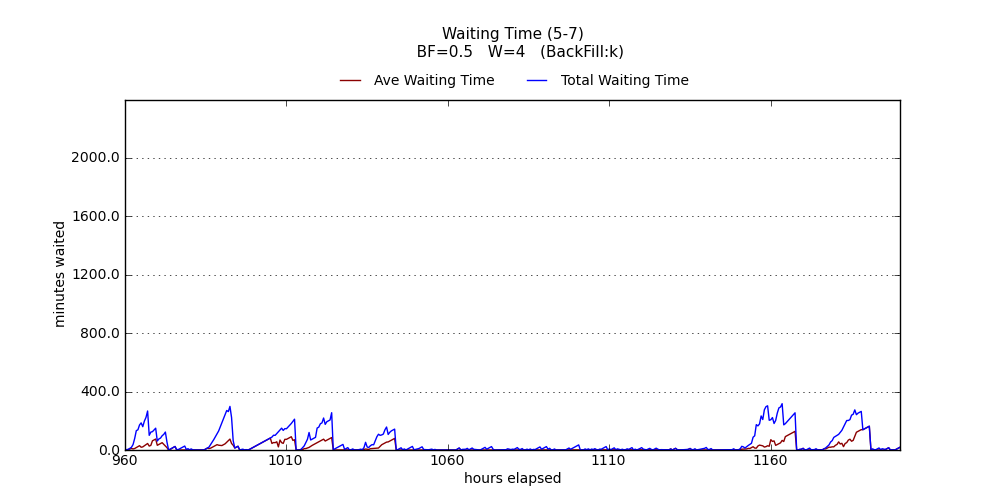 Waiting Time (5-7)
BF=0.5 W=4 (BackFill:k)
Ave Waiting Time Total Waiting Time
2000.0
1600.0
1200.0
800.0
400.0
0.0
minutes waited
960 1010 1060 1110 1160
hours elapsed